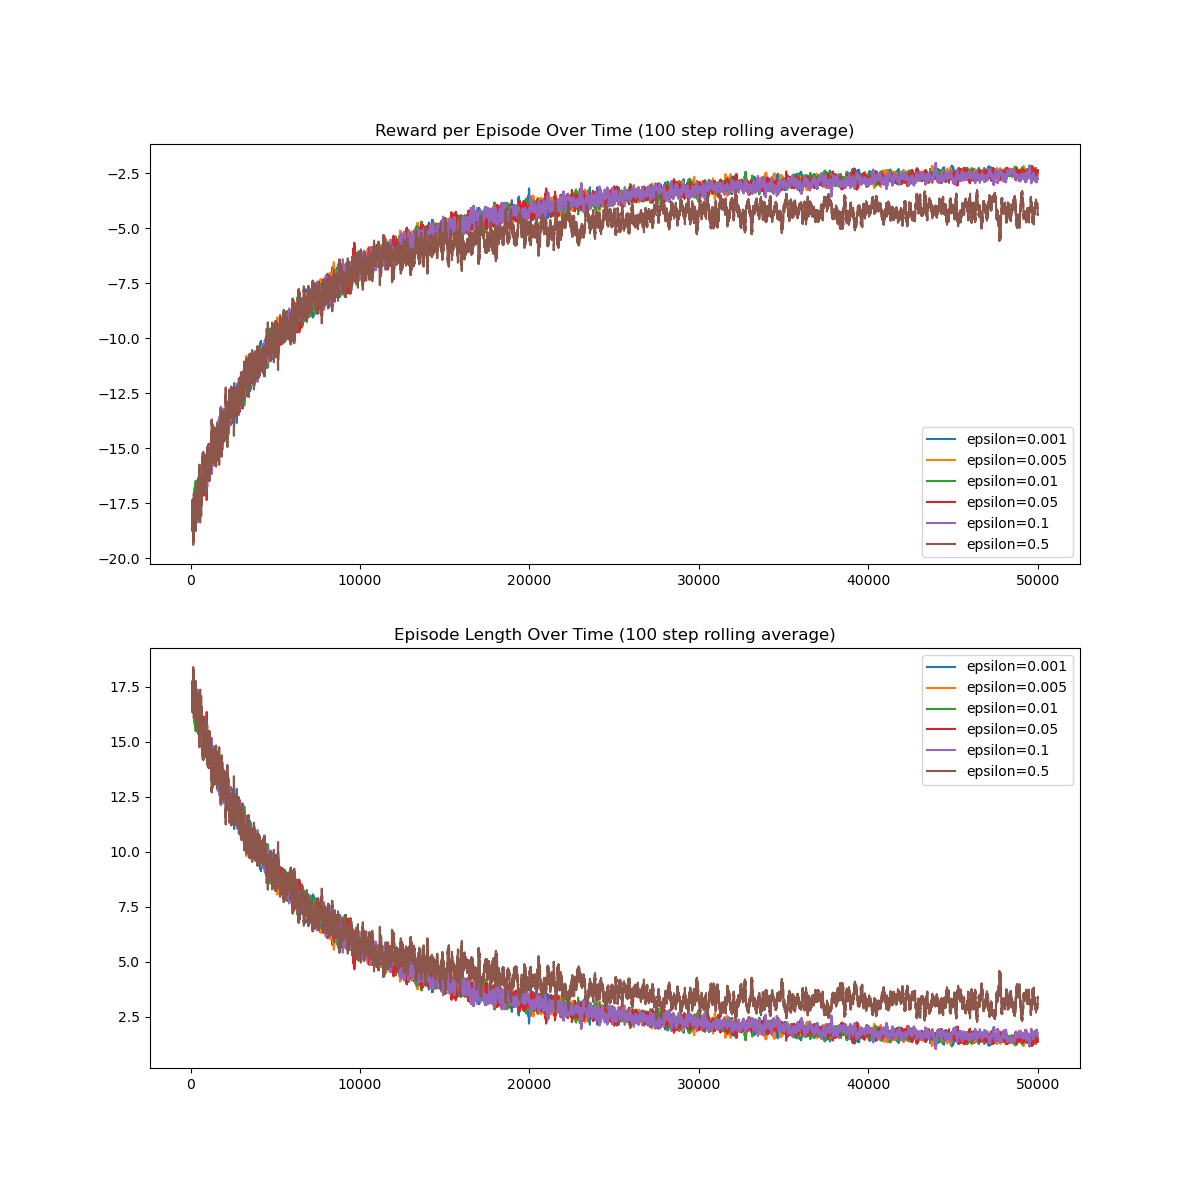 Reward per Episode Over Time (100 step rolling average)
−2.5
−5.0
−7.5
−10.0
−12.5
−15.0
−17.5
−20.0
epsilon=0.001
epsilon=0.005
epsilon=0.01
epsilon=0.05
epsilon=0.1
epsilon=0.5
0 10000 20000 30000 40000 50000
Episode Length Over Time (100 step rolling average)
17.5
15.0
12.5
10.0
7.5
5.0
2.5
epsilon=0.001
epsilon=0.005
epsilon=0.01
epsilon=0.05
epsilon=0.1
epsilon=0.5
0 10000 20000 30000 40000 50000